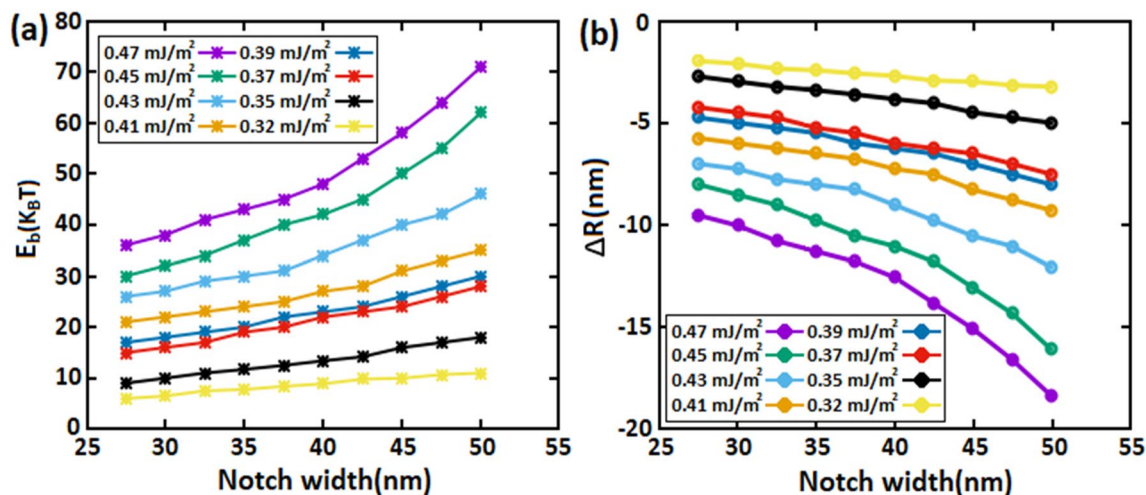 (a)
80
70
60
50
40
30
20
10
0
E_b(K_BT)
0.47 mJ/m² 0.39 mJ/m²
0.45 mJ/m² 0.37 mJ/m²
0.43 mJ/m² 0.35 mJ/m²
0.41 mJ/m² 0.32 mJ/m²
25 30 35 40 45 50 55
Notch width(nm)
(b)
0
-5
-10
-15
-20
ΔR(nm)
0.47 mJ/m² 0.39 mJ/m²
0.45 mJ/m² 0.37 mJ/m²
0.43 mJ/m² 0.35 mJ/m²
0.41 mJ/m² 0.32 mJ/m²
25 30 35 40 45 50 55
Notch width(nm)